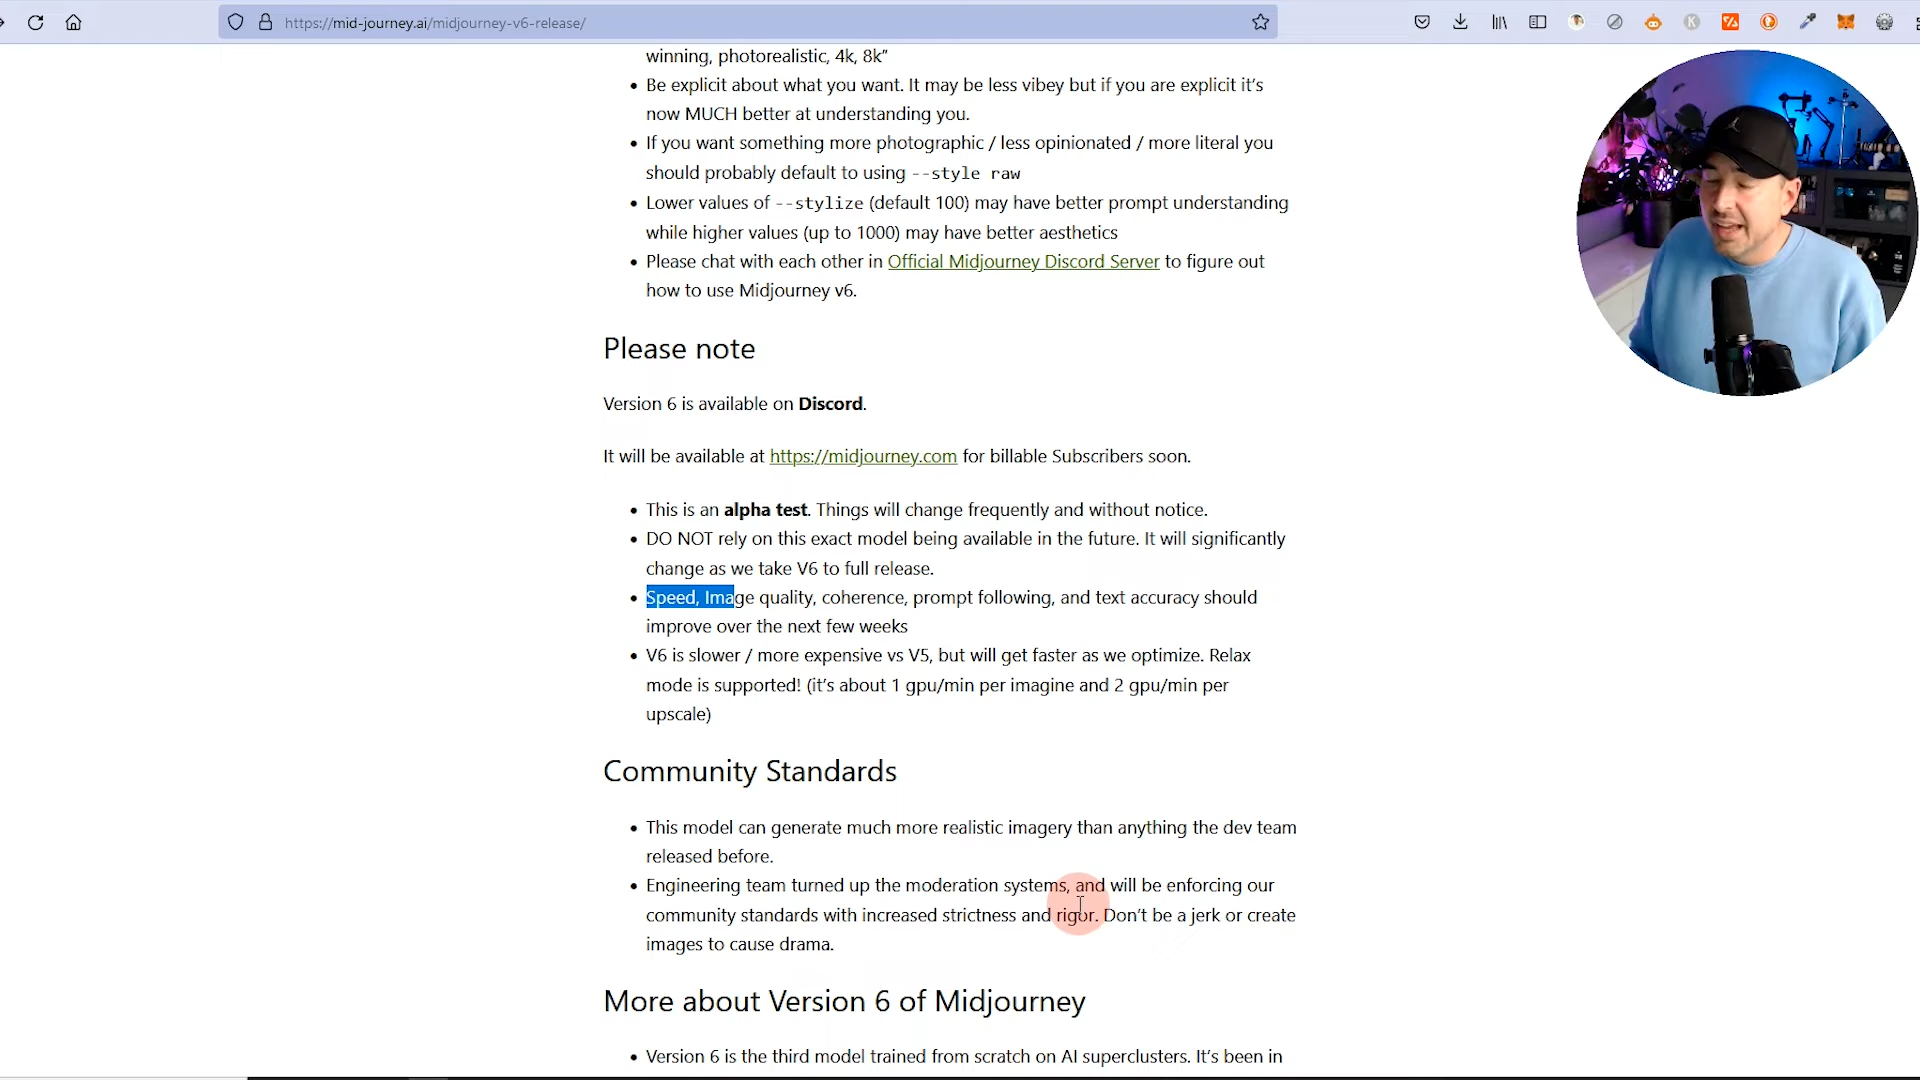 https://mid-journey.ai/midjourney-v6-release/
winning, photorealistic, 4k, 8k”
• Be explicit about what you want. It may be less vibey but if you are explicit it’s
now MUCH better at understanding you.
• If you want something more photographic / less opinionated / more literal you
should probably default to using --style raw
• Lower values of --stylize (default 100) may have better prompt understanding
while higher values (up to 1000) may have better aesthetics
• Please chat with each other in Official Midjourney Discord Server to figure out
how to use Midjourney v6.
Please note
Version 6 is available on Discord.
It will be available at https://midjourney.com for billable Subscribers soon.
• This is an alpha test. Things will change frequently and without notice.
• DO NOT rely on this exact model being available in the future. It will significantly
change as we take V6 to full release.
• Speed, Image quality, coherence, prompt following, and text accuracy should
improve over the next few weeks
• V6 is slower / more expensive vs V5, but will get faster as we optimize. Relax
mode is supported! (it’s about 1 gpu/min per imagine and 2 gpu/min per
upscale)
Community Standards
• This model can generate much more realistic imagery than anything the dev team
released before.
• Engineering team turned up the moderation systems, and will be enforcing our
community standards with increased strictness and rigor. Don’t be a jerk or create
images to cause drama.
More about Version 6 of Midjourney
• Version 6 is the third model trained from scratch on AI superclusters. It’s been in